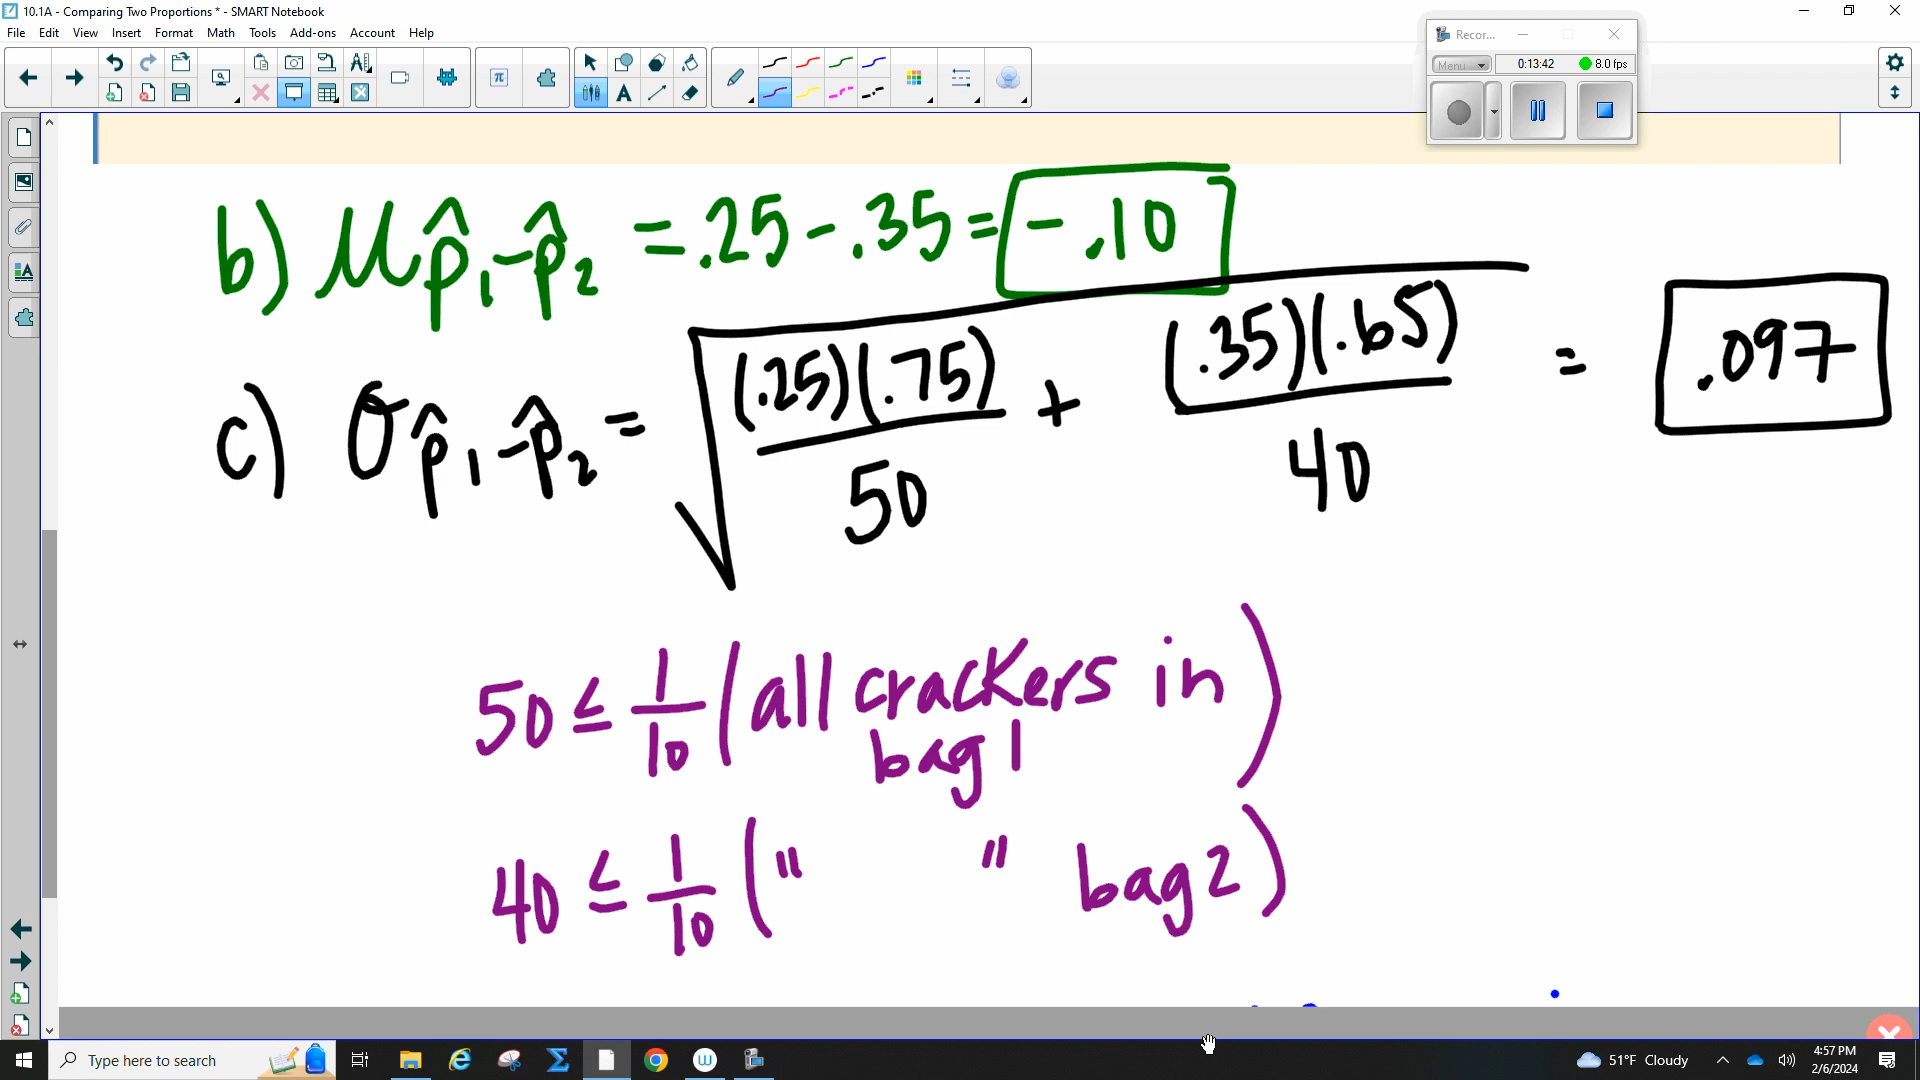 10.1A - Comparing Two Proportions * - SMART Notebook
File Edit View Insert Format Math Tools Add-ons Account Help
Recor...
Menu 0:13:42 8.0 fps
b) μp̂₁-p̂₂ = .25 - .35 = -.10
c) σp̂₁-p̂₂ = √((.25)(.75)/50 + (.35)(.65)/40) = .097
50 ≤ 1/10 (all crackers in
bag 1)
40 ≤ 1/10 (" " bag 2)
Type here to search
51°F Cloudy
4:57 PM
2/6/2024